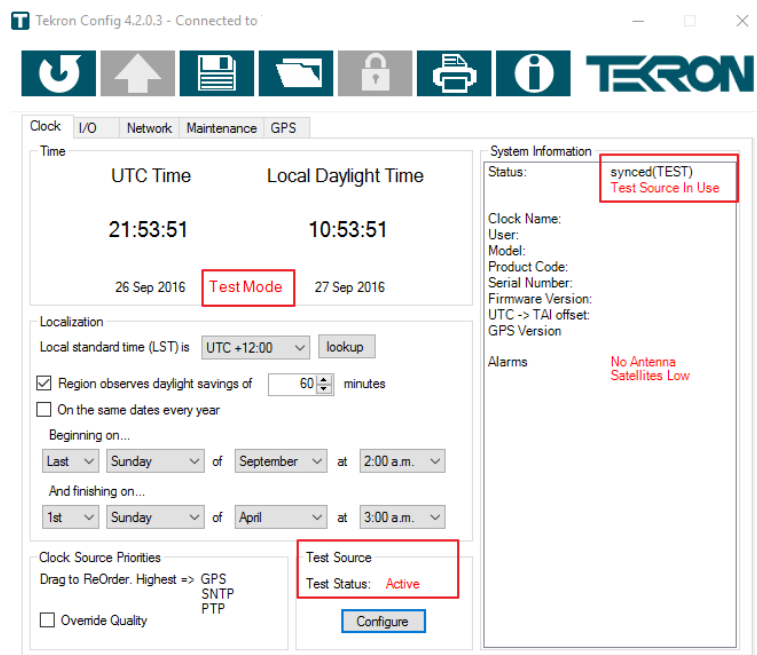 Tekron Config 4.2.0.3 - Connected to
TEKRON
Clock I/O Network Maintenance GPS
Time
UTC Time Local Daylight Time
21:53:51 10:53:51
26 Sep 2016 Test Mode 27 Sep 2016
Localization
Local standard time (LST) is UTC +12:00 lookup
Region observes daylight savings of 60 minutes
On the same dates every year
Beginning on...
Last Sunday of September at 2:00 a.m.
And finishing on...
1st Sunday of April at 3:00 a.m.
Clock Source Priorities
Drag to ReOrder. Highest => GPS
SNTP
PTP
Override Quality
Test Source
Test Status: Active
Configure
System Information
Status: synced(TEST)
Test Source In Use
Clock Name:
User:
Model:
Product Code:
Serial Number:
Firmware Version:
UTC -> TAI offset:
GPS Version
Alarms No Antenna
Satellites Low